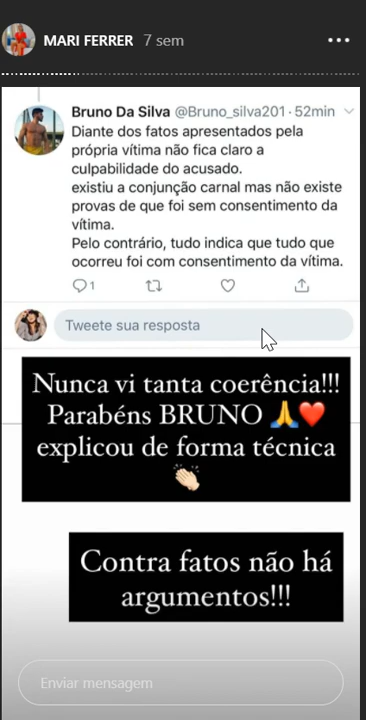 MARI FERRER 7 sem
Bruno Da Silva @Bruno_silva201 · 52min
Diante dos fatos apresentados pela
própria vítima não fica claro a
culpabilidade do acusado.
existiu a conjunção carnal mas não existe
provas de que foi sem consentimento da
vítima.
Pelo contrário, tudo indica que tudo que
ocorreu foi com consentimento da vítima.
1
Tweete sua resposta
Nunca vi tanta coerência!!!
Parabéns BRUNO 🙏❤️
explicou de forma técnica
👏🏻
Contra fatos não há
argumentos!!!
Enviar mensagem